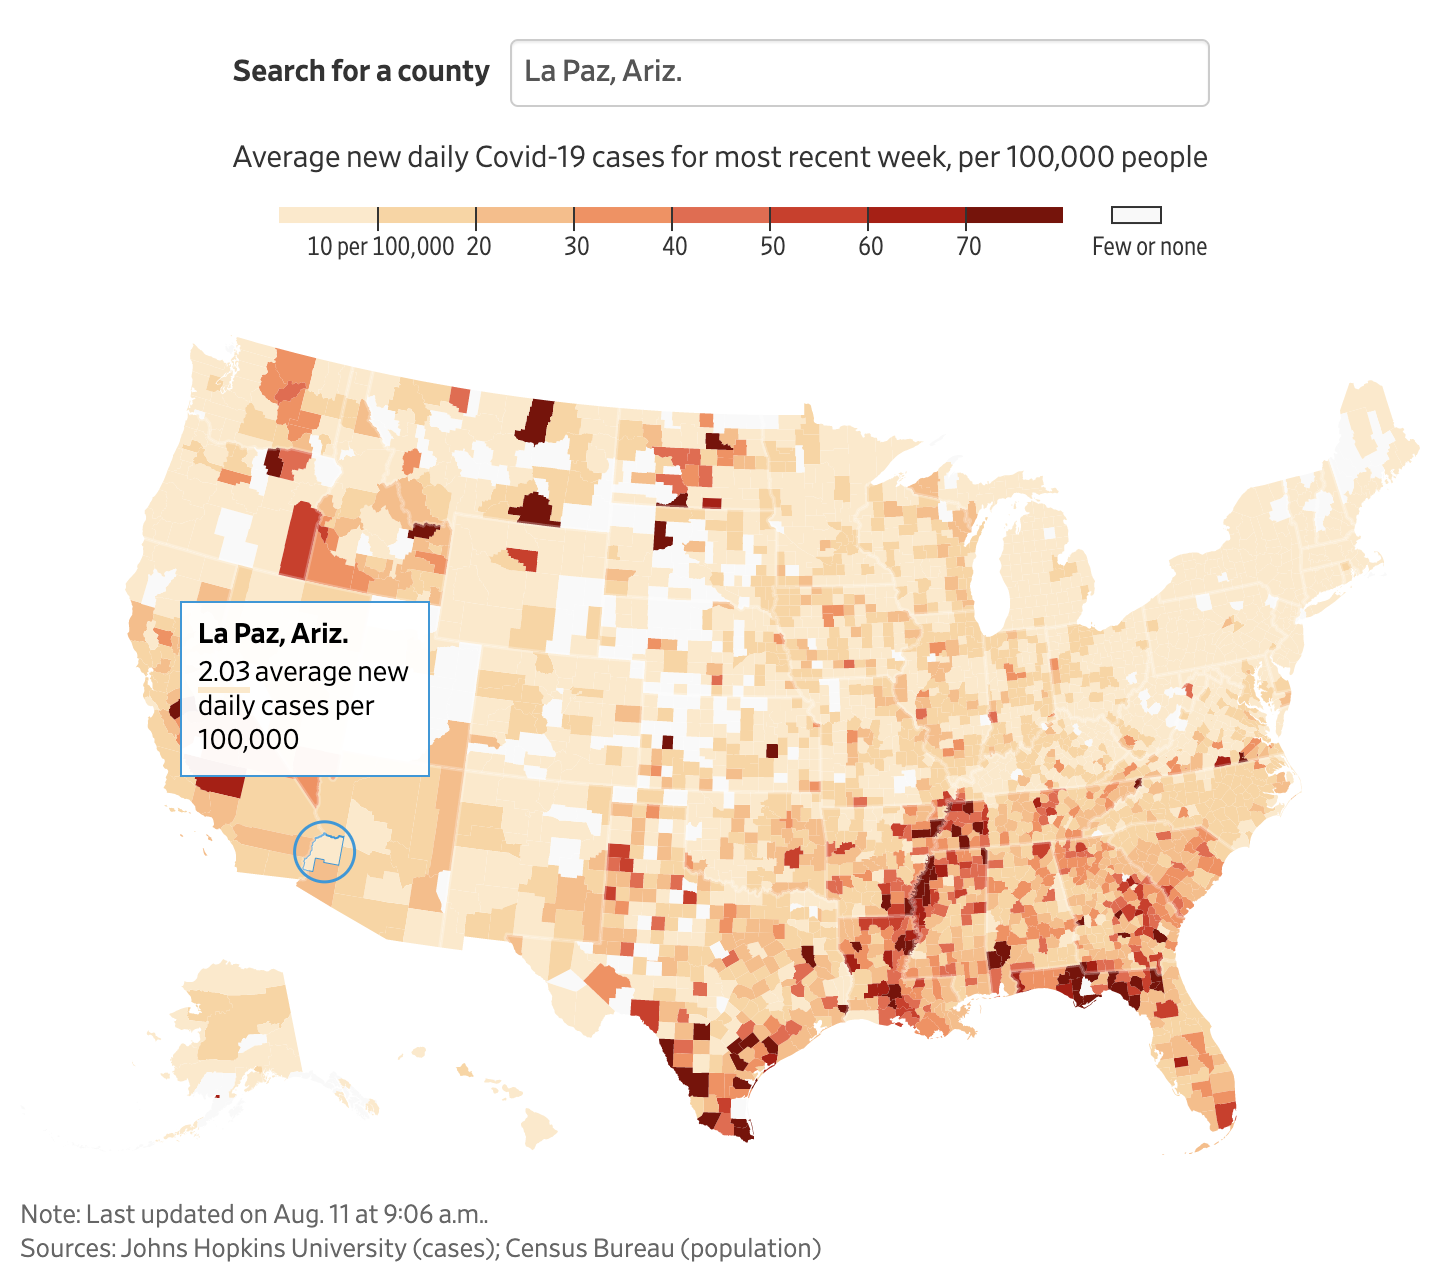 Search for a county
La Paz, Ariz.
Average new daily Covid-19 cases for most recent week, per 100,000 people
10 per 100,000 20 30 40 50 60 70 Few or none
La Paz, Ariz.
2.03 average new
daily cases per
100,000
Note: Last updated on Aug. 11 at 9:06 a.m..
Sources: Johns Hopkins University (cases); Census Bureau (population)